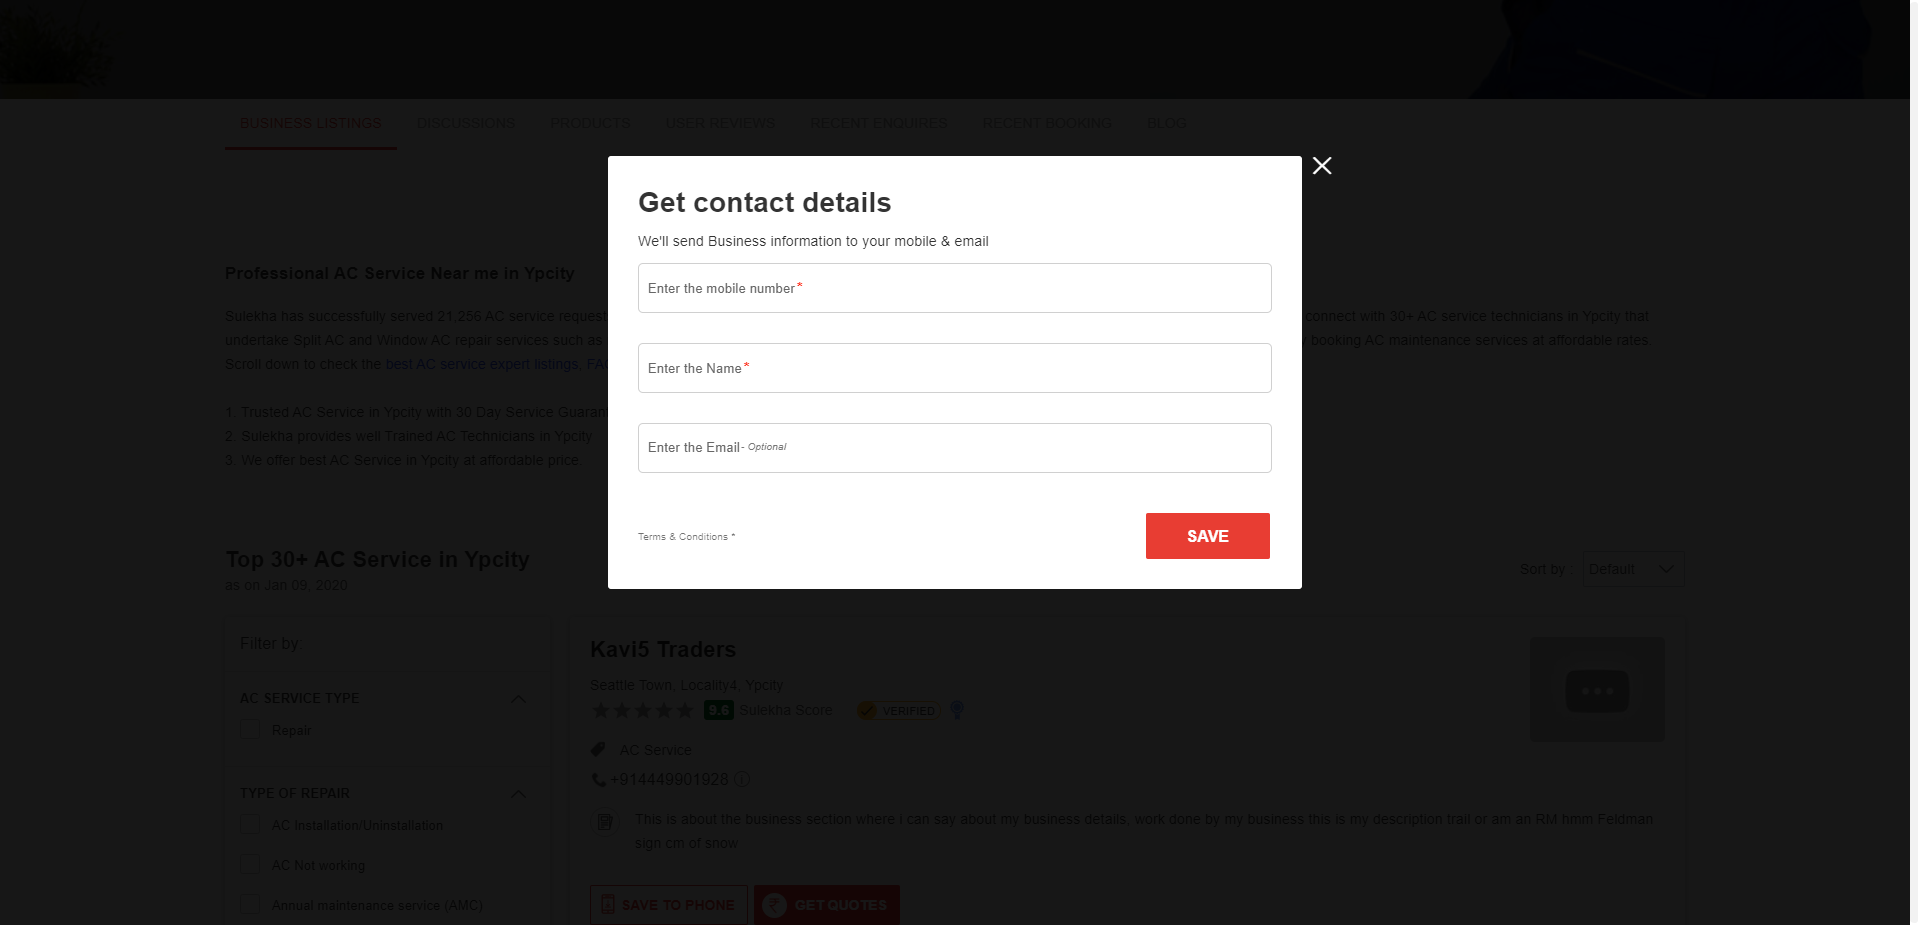 BUSINESS LISTINGS DISCUSSIONS PRODUCTS USER REVIEWS RECENT ENQUIRES RECENT BOOKING BLOG
Get contact details
We'll send Business information to your mobile & email
Enter the mobile number*
Enter the Name*
Enter the Email- Optional
Terms & Conditions *
SAVE
Professional AC Service Near me in Ypcity
Sulekha has successfully served 21,256 AC service request connect with 30+ AC service technicians in Ypcity that
undertake Split AC and Window AC repair services such as booking AC maintenance services at affordable rates
Scroll down to check the best AC service expert listings,
1. Trusted AC Service in Ypcity with 30 Day Service
2. Sulekha provides well Trained AC Technicians in Ypcity
3. We offer best AC Service in Ypcity at affordable price.
Top 30+ AC Service in Ypcity
as on Jan 09, 2020
Sort by : Default
Filter by
AC SERVICE TYPE
Repair
TYPE OF REPAIR
AC Installation/Uninstallation
AC Not working
Annual maintenance service (AMC)
Kavi5 Traders
Seattle Town, Locality4, Ypcity
9.6 Sulekha Score VERIFIED
AC Service
+914449901928
This is about the business section where i can say about my business details, work done by my business this is my description trail or am an RM hmm Feldman
sign cm of snow
SAVE TO PHONE GET QUOTES